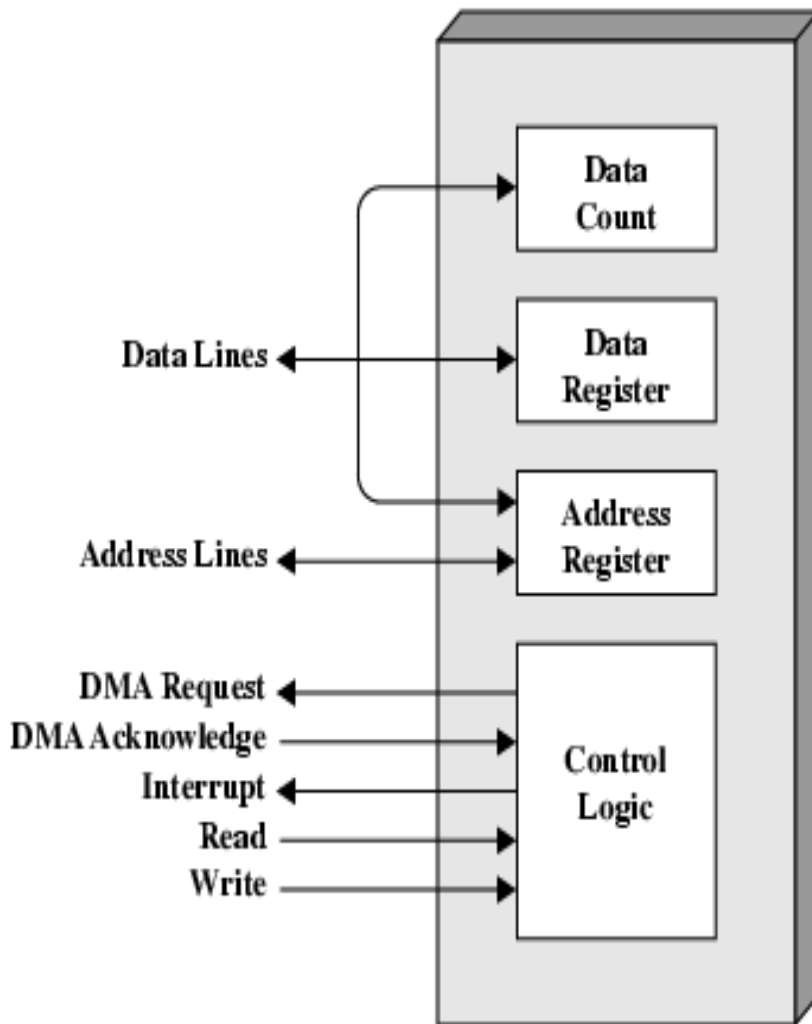 Data
Count
Data Lines
Data
Register
Address
Register
Address Lines
DMA Request
DMA Acknowledge
Interrupt
Read
Write
Control
Logic